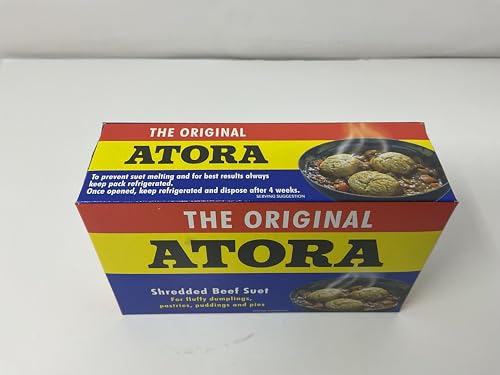 THE ORIGINAL
ATORA
To prevent suet melting and for best results always
keep pack refrigerated.
Once opened, keep refrigerated and dispose after 4 weeks.
SERVING SUGGESTION
THE ORIGINAL
ATORA
Shredded Beef Suet
For fluffy dumplings,
pastries, puddings and pies